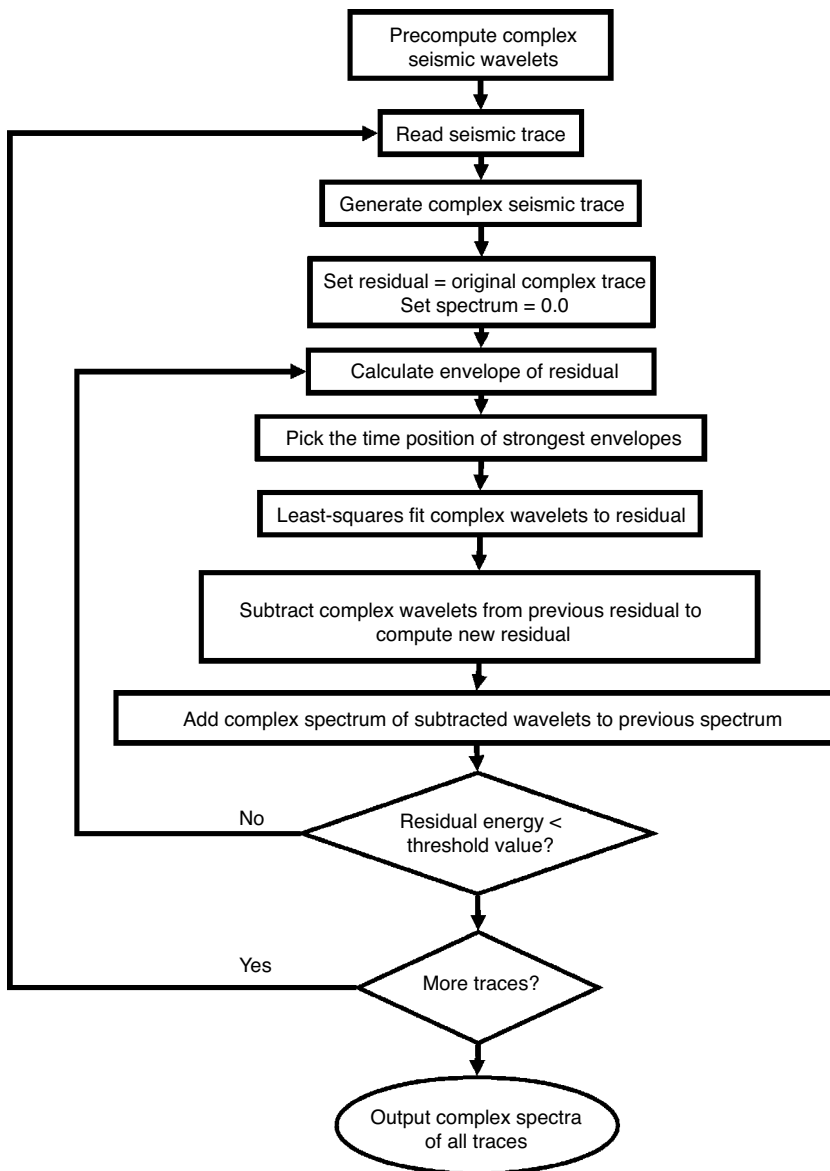 Precompute complex
seismic wavelets
Read seismic trace
Generate complex seismic trace
Set residual = original complex trace
Set spectrum = 0.0
Calculate envelope of residual
Pick the time position of strongest envelopes
Least-squares fit complex wavelets to residual
Subtract complex wavelets from previous residual to
compute new residual
Add complex spectrum of subtracted wavelets to previous spectrum
No
Residual energy <
threshold value?
Yes
More traces?
Output complex spectra
of all traces